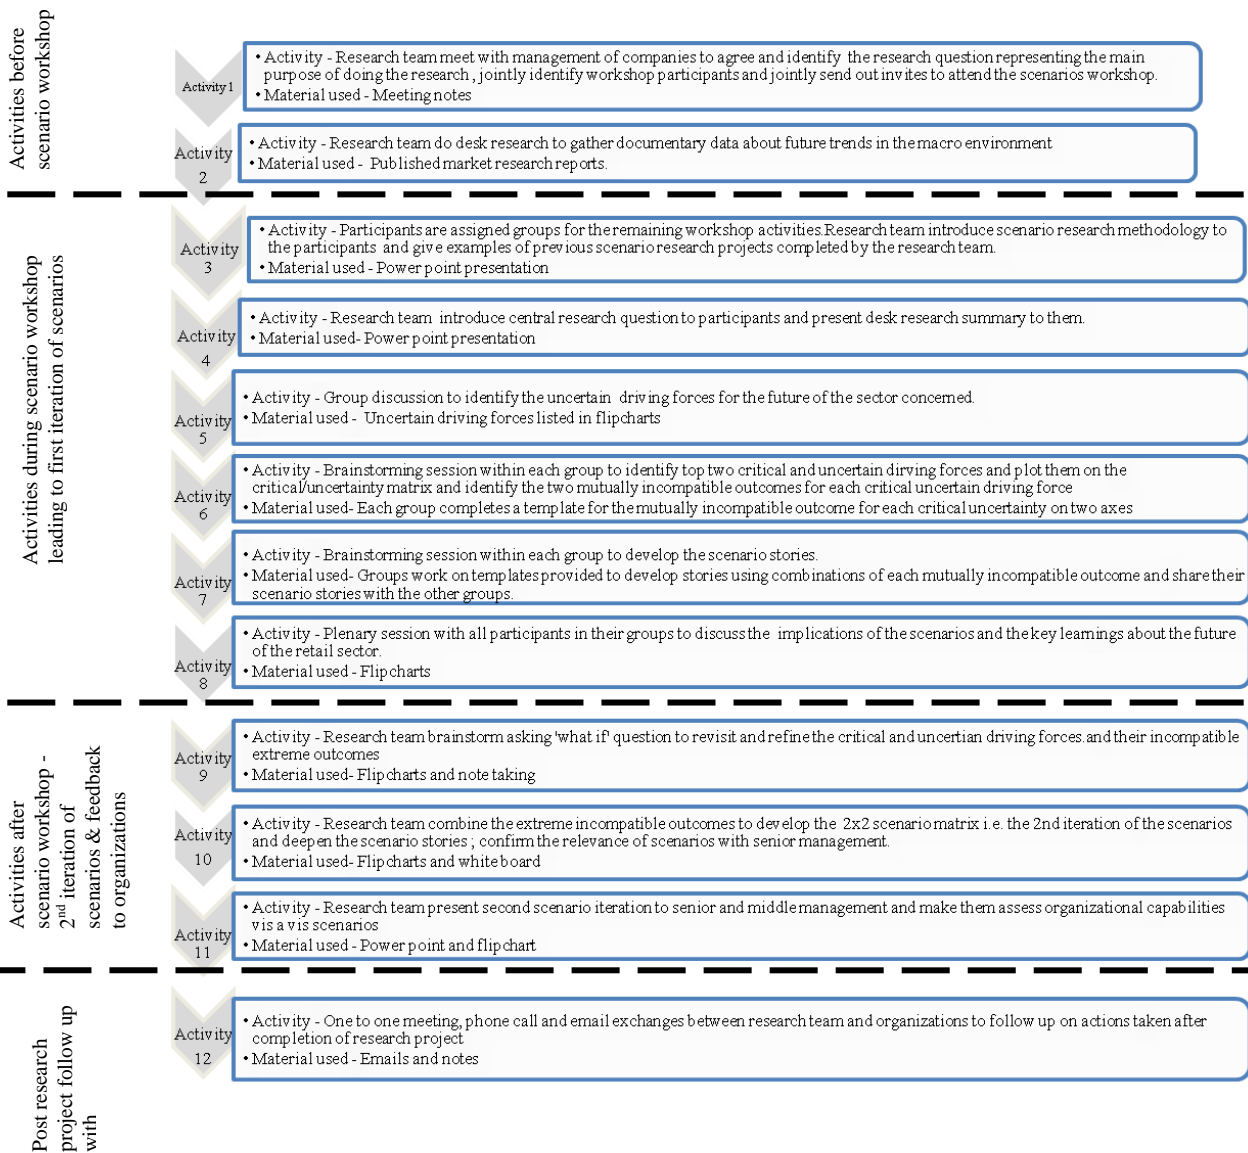 Activities before
scenario workshop
Activity 1
• Activity - Research team meet with management of companies to agree and identify the research question representing the main
purpose of doing the research , jointly identify workshop participants and jointly send out invites to attend the scenarios workshop.
• Material used - Meeting notes
Activity
2
• Activity - Research team do desk research to gather documentary data about future trends in the macro environment
• Material used - Published market research reports.
Activities during scenario workshop
leading to first iteration of scenarios
Activity
3
• Activity - Participants are assigned groups for the remaining workshop activities.Research team introduce scenario research methodology to
the participants and give examples of previous scenario research projects completed by the research team.
• Material used - Power point presentation
Activity
4
• Activity - Research team introduce central research question to participants and present desk research summary to them.
• Material used- Power point presentation
Activity
5
• Activity - Group discussion to identify the uncertain driving forces for the future of the sector concerned.
• Material used - Uncertain driving forces listed in flipcharts
Activity
6
• Activity - Brainstorming session within each group to identify top two critical and uncertain dirving forces and plot them on the
critical/uncertainty matrix and identify the two mutually incompatible outcomes for each critical uncertain driving force
• Material used- Each group completes a template for the mutually incompatible outcome for each critical uncertainty on two axes
Activity
7
• Activity - Brainstorming session within each group to develop the scenario stories.
• Material used- Groups work on templates provided to develop stories using combinations of each mutually incompatible outcome and share their
scenario stories with the other groups.
Activity
8
• Activity - Plenary session with all participants in their groups to discuss the implications of the scenarios and the key learnings about the future
of the retail sector.
• Material used - Flipcharts
Activities after
scenario workshop -
2nd iteration of
scenarios & feedback
to organizations
Activity
9
• Activity - Research team brainstorm asking 'what if' question to revisit and refine the critical and uncertian driving forces.and their incompatible
extreme outcomes
• Material used- Flipcharts and note taking
Activity
10
• Activity - Research team combine the extreme incompatible outcomes to develop the 2x2 scenario matrix i.e. the 2nd iteration of the scenarios
and deepen the scenario stories ; confirm the relevance of scenarios with senior management.
• Material used- Flipcharts and white board
Activity
11
• Activity - Research team present second scenario iteration to senior and middle management and make them assess organizational capabilities
vis a vis scenarios
• Material used - Power point and flipchart
Post research
project follow up
with
Activity
12
• Activity - One to one meeting, phone call and email exchanges between research team and organizations to follow up on actions taken after
completion of research project
• Material used - Emails and notes